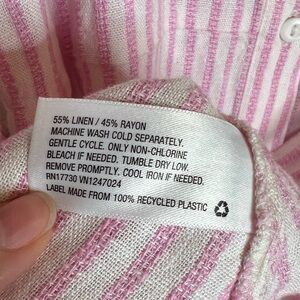 55% LINEN / 45% RAYON
MACHINE WASH COLD SEPARATELY.
GENTLE CYCLE. ONLY NON-CHLORINE
BLEACH IF NEEDED. TUMBLE DRY LOW.
REMOVE PROMPTLY. COOL IRON IF NEEDED.
RN17730 VN1247024
LABEL MADE FROM 100% RECYCLED PLASTIC